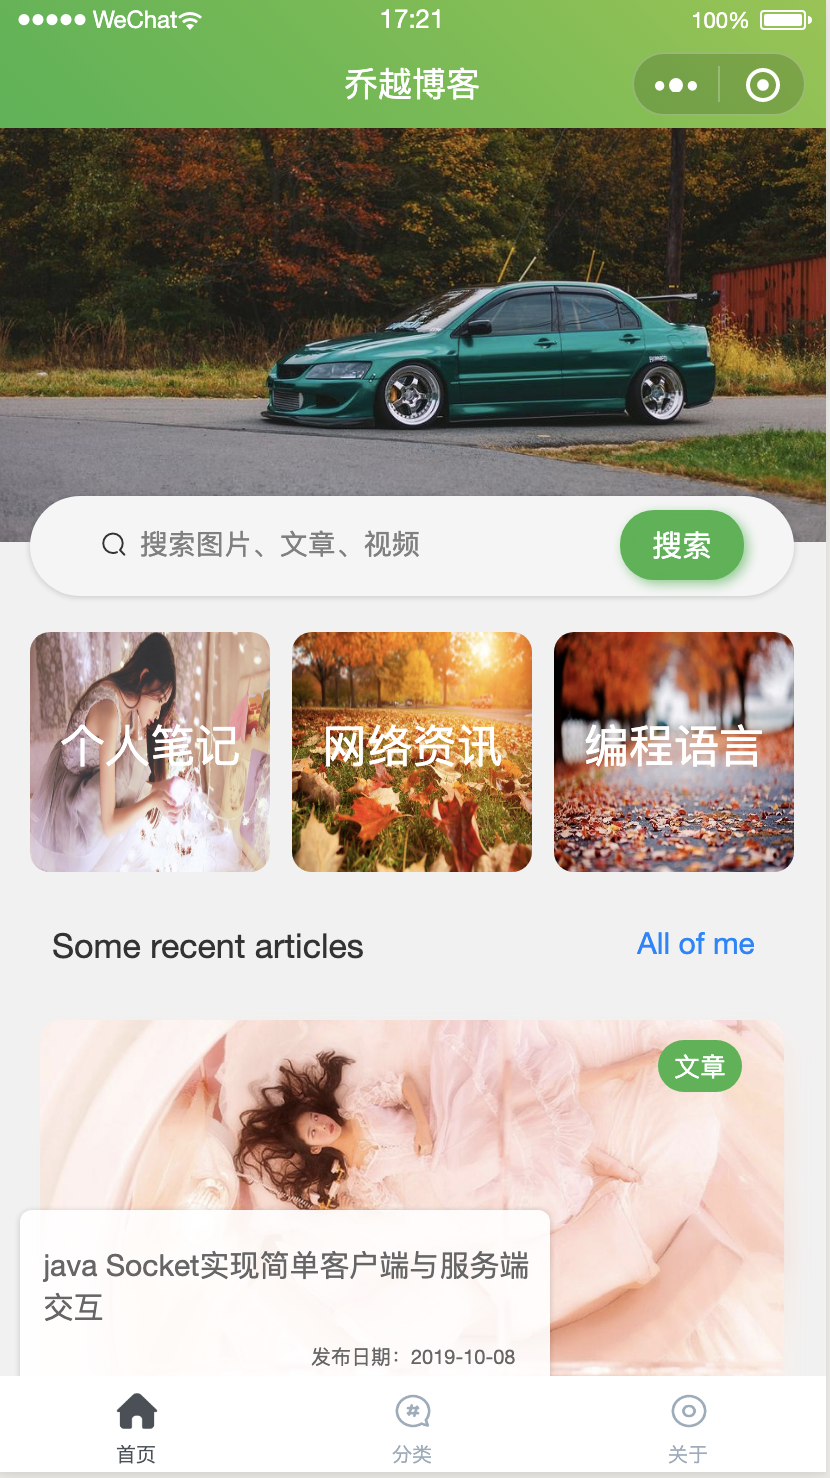 WeChat
17:21
100%
乔越博客
搜索图片、文章、视频
搜索
个人笔记
网络资讯
编程语言
Some recent articles
All of me
文章
java Socket实现简单客户端与服务端
交互
发布日期：2019-10-08
首页
分类
关于